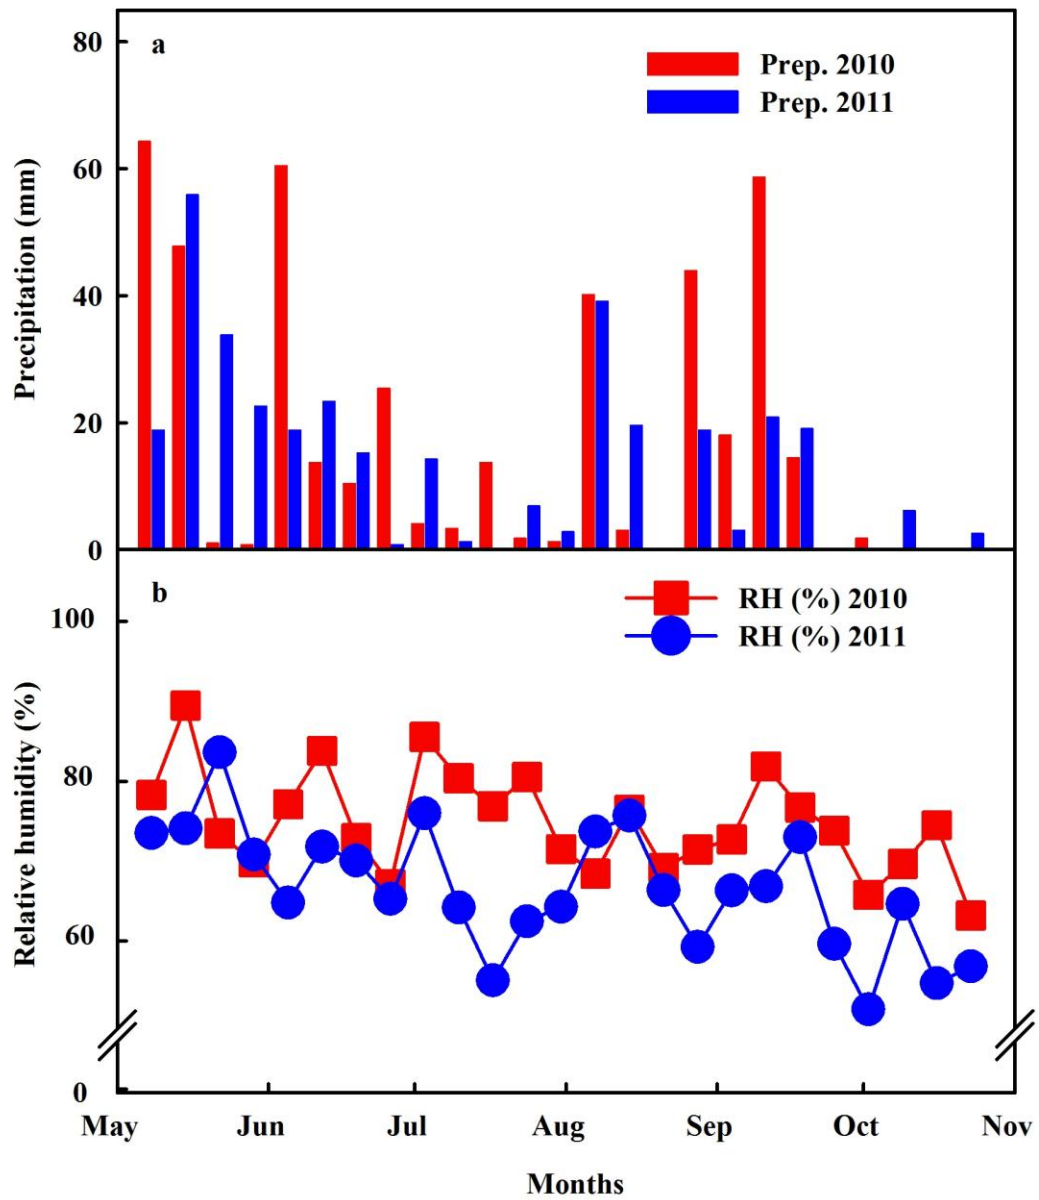 80
a
Prep. 2010
Prep. 2011
60
40
20
0
Precipitation (mm)
b
RH (%) 2010
RH (%) 2011
100
80
60
0
Relative humidity (%)
May Jun Jul Aug Sep Oct Nov
Months